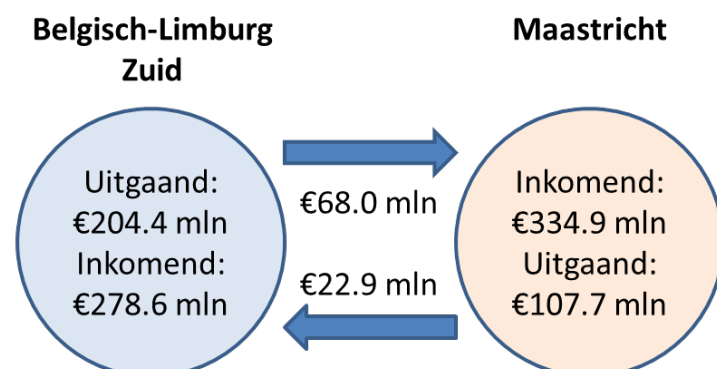 Belgisch-Limburg
Zuid
Maastricht
Uitgaand:
€204.4 mln
Inkomend:
€278.6 mln
€68.0 mln
€22.9 mln
Inkomend:
€334.9 mln
Uitgaand:
€107.7 mln